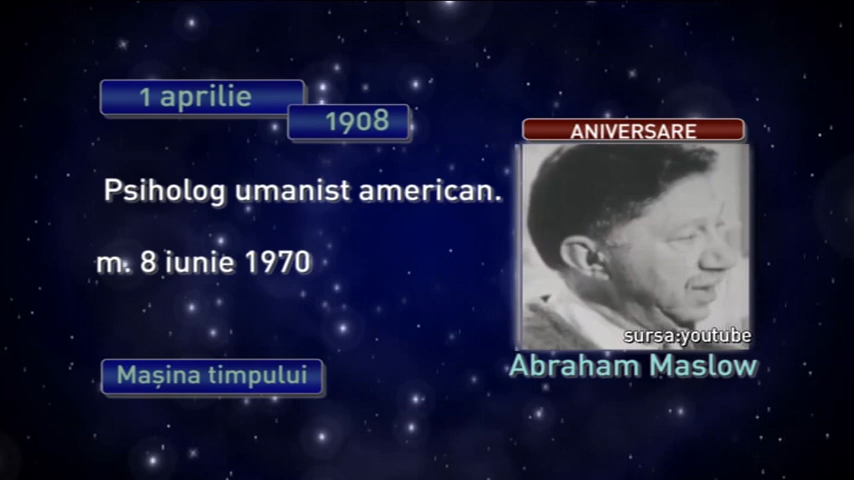 1 aprilie
1908
Psiholog umanist american.
m. 8 iunie 1970
Mașina timpului
ANIVERSARE
sursa:youtube
Abraham Maslow